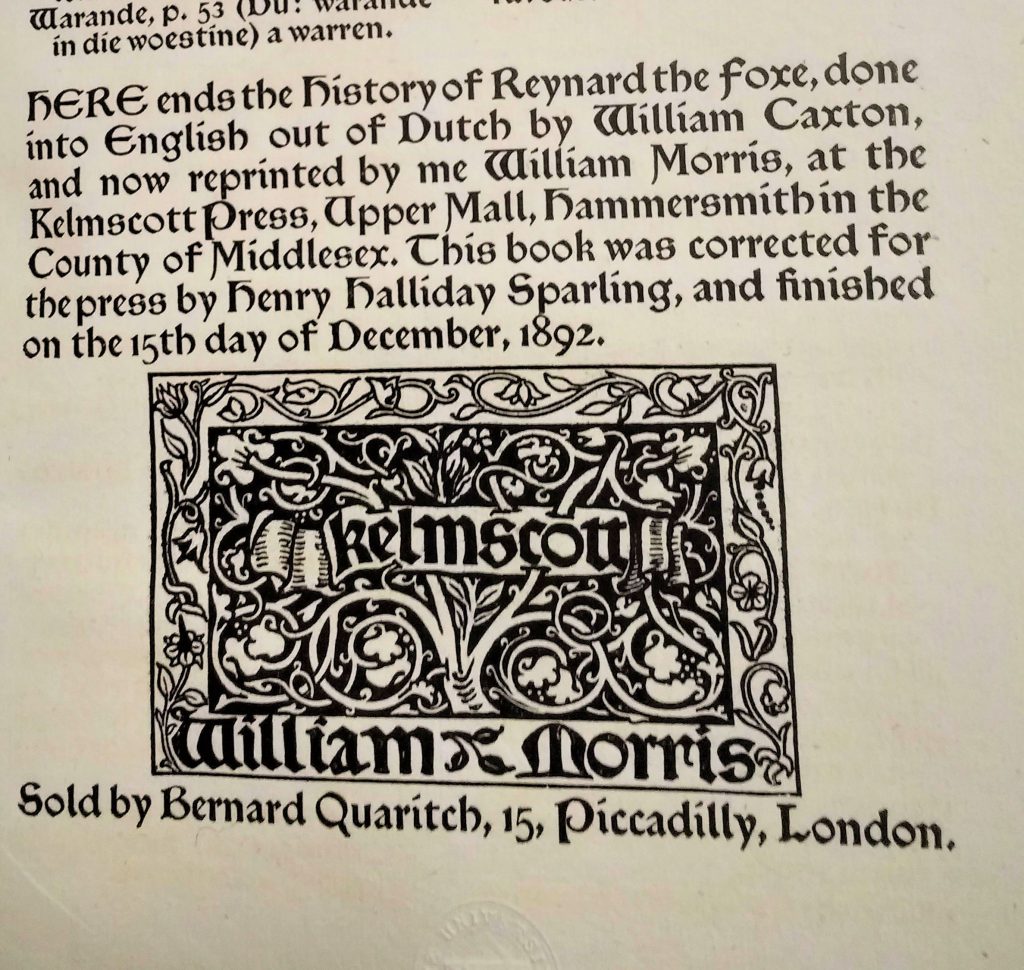 Warande, p. 53 (Du: warande
in die woestine) a warren.
HERE ends the History of Reynard the Foxe, done
into English out of Dutch by William Caxton,
and now reprinted by me William Morris, at the
Kelmscott Press, Upper Mall, Hammersmith in the
County of Middlesex. This book was corrected for
the press by Henry Halliday Sparling, and finished
on the 15th day of December, 1892.
kelmscott
William Morris
Sold by Bernard Quaritch, 15, Piccadilly, London.